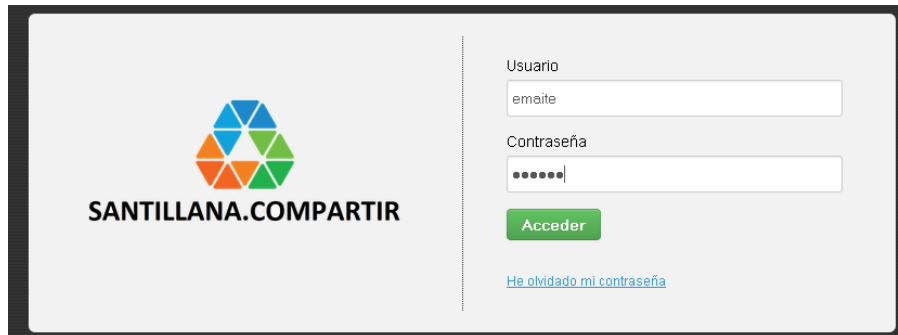 SANTILLANA.COMPARTIR
Usuario
emaite
Contraseña
••••••
Acceder
He olvidado mi contraseña